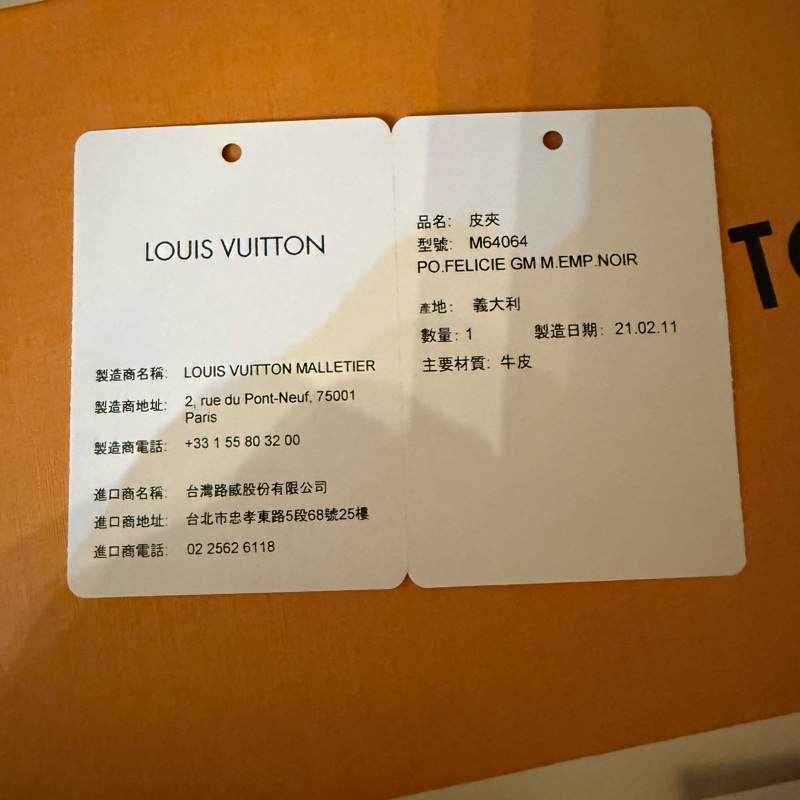 LOUIS VUITTON
製造商名稱: LOUIS VUITTON MALLETIER
製造商地址: 2, rue du Pont-Neuf, 75001
Paris
製造商電話: +33 1 55 80 32 00
進口商名稱: 台灣路威股份有限公司
進口商地址: 台北市忠孝東路5段68號25樓
進口商電話: 02 2562 6118
品名: 皮夾
型號: M64064
PO.FELICIE GM M.EMP.NOIR
產地: 義大利
數量: 1 製造日期: 21.02.11
主要材質: 牛皮